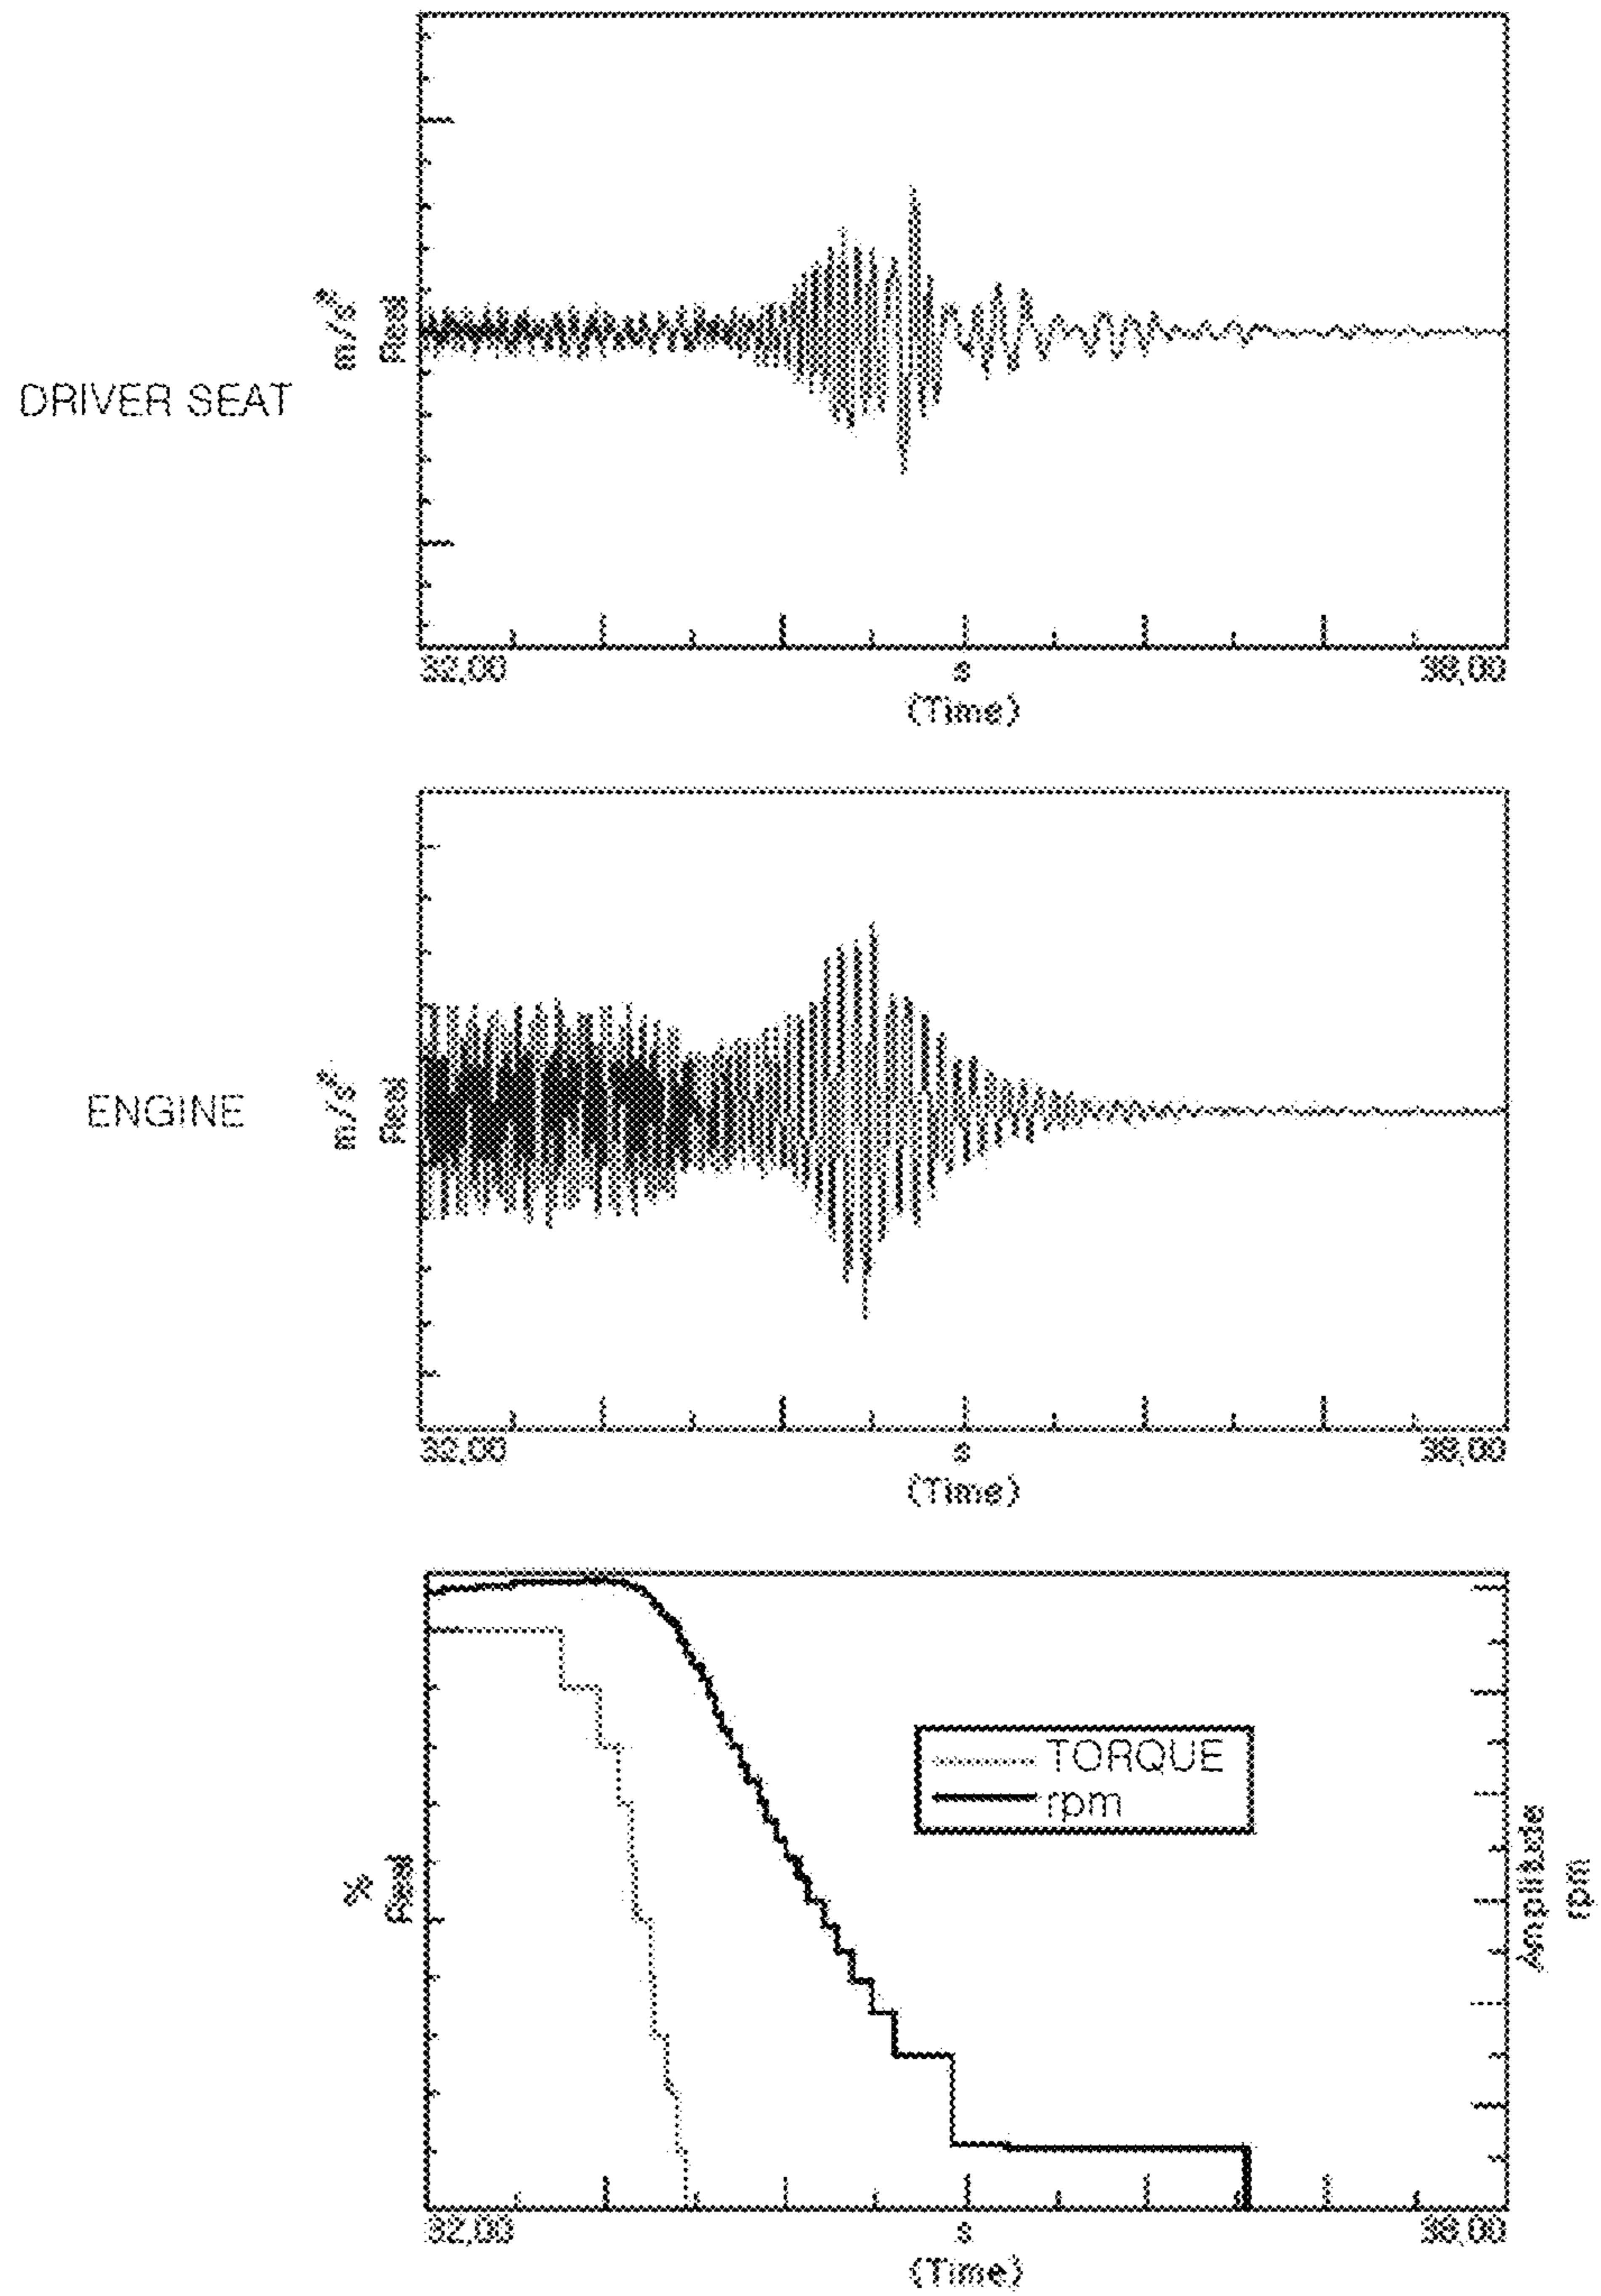 m/s²
Real
DRIVER SEAT
32.00
s
38.00
(Time)
m/s²
Real
ENGINE
32.00
s
38.00
(Time)
TORQUE
rpm
%
Real
Amplitude
rpm
32.00
s
38.00
(Time)